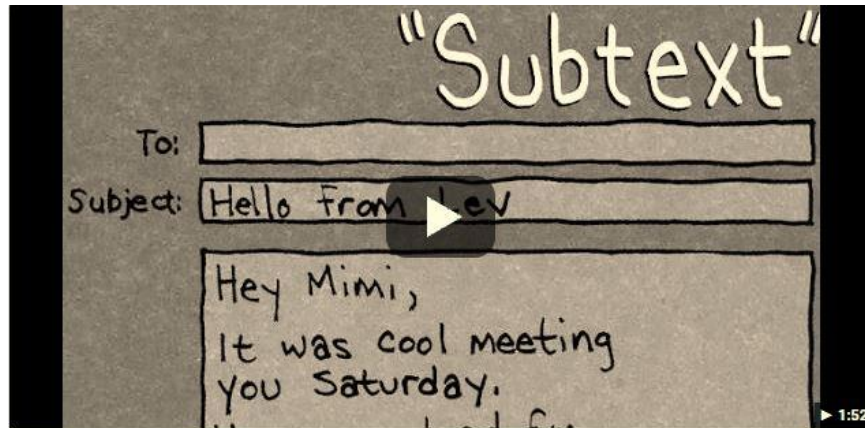 "Subtext"
To:
Subject: Hello from Lev
Hey Mimi,
It was cool meeting
you Saturday.
1:52